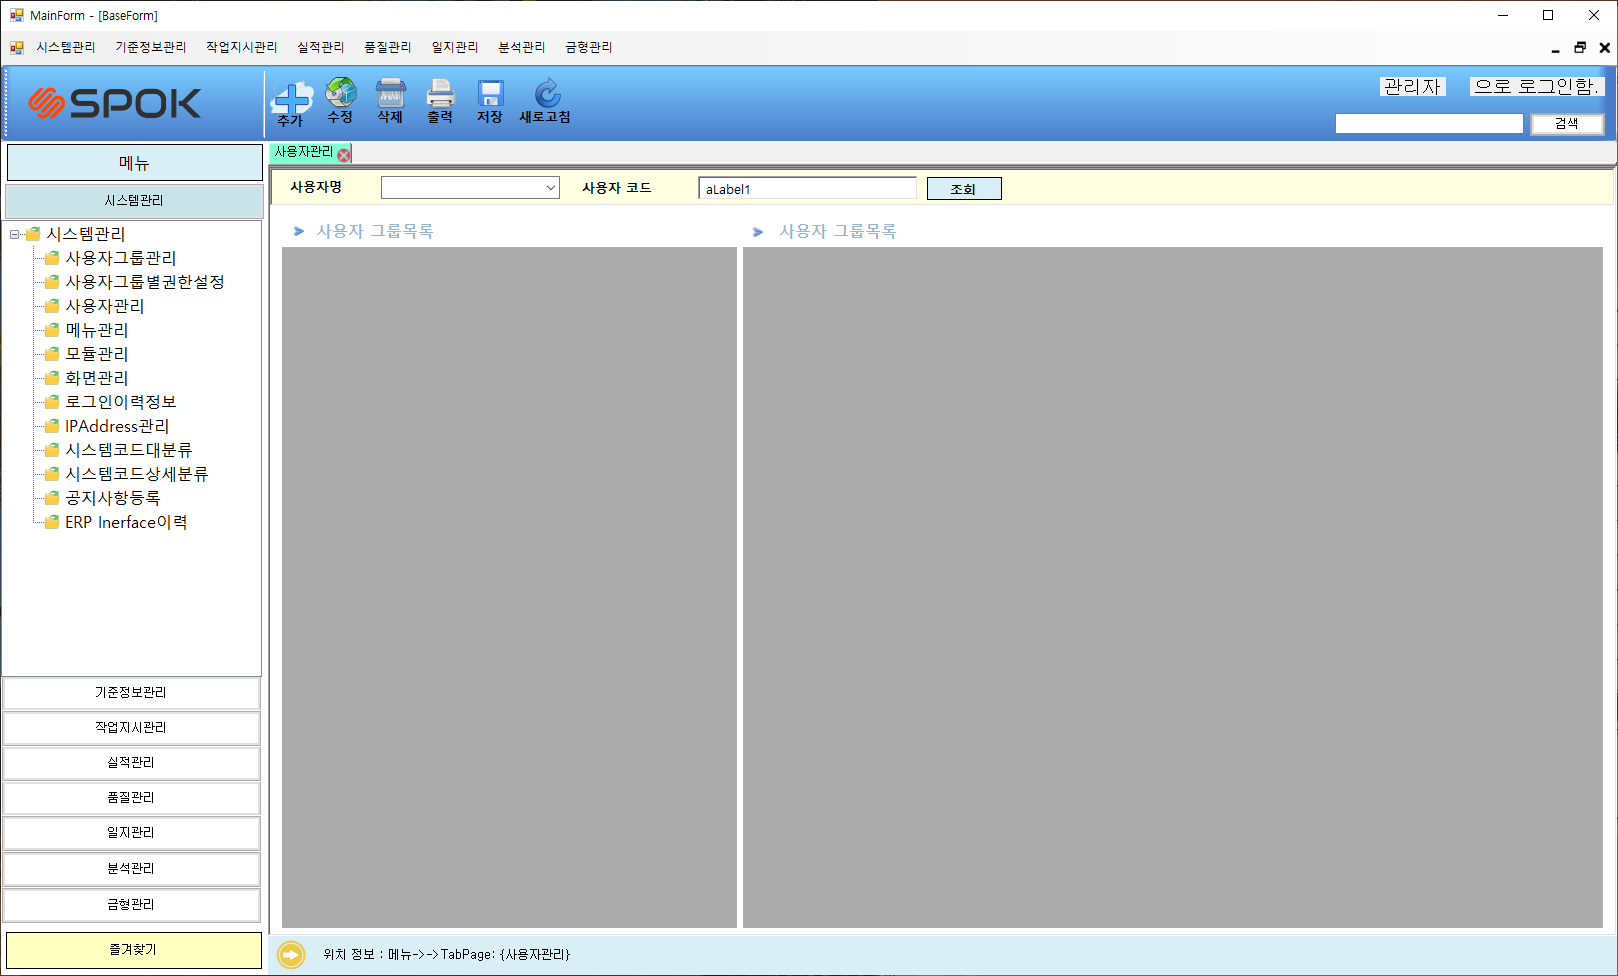 MainForm - [BaseForm]
시스템관리 기준정보관리 작업지시관리 실적관리 품질관리 일지관리 분석관리 금형관리
SPOK
추가 수정 삭제 출력 저장 새로고침
관리자 으로 로그인함.
검색
메뉴
시스템관리
시스템관리
사용자그룹관리
사용자그룹별권한설정
사용자관리
메뉴관리
모듈관리
화면관리
로그인이력정보
IPAddress관리
시스템코드대분류
시스템코드상세분류
공지사항등록
ERP Inerface이력
기준정보관리
작업지시관리
실적관리
품질관리
일지관리
분석관리
금형관리
즐겨찾기
사용자관리
사용자명 사용자 코드 aLabel1 조회
사용자 그룹목록 사용자 그룹목록
위치 정보 : 메뉴->->TabPage: {사용자관리}